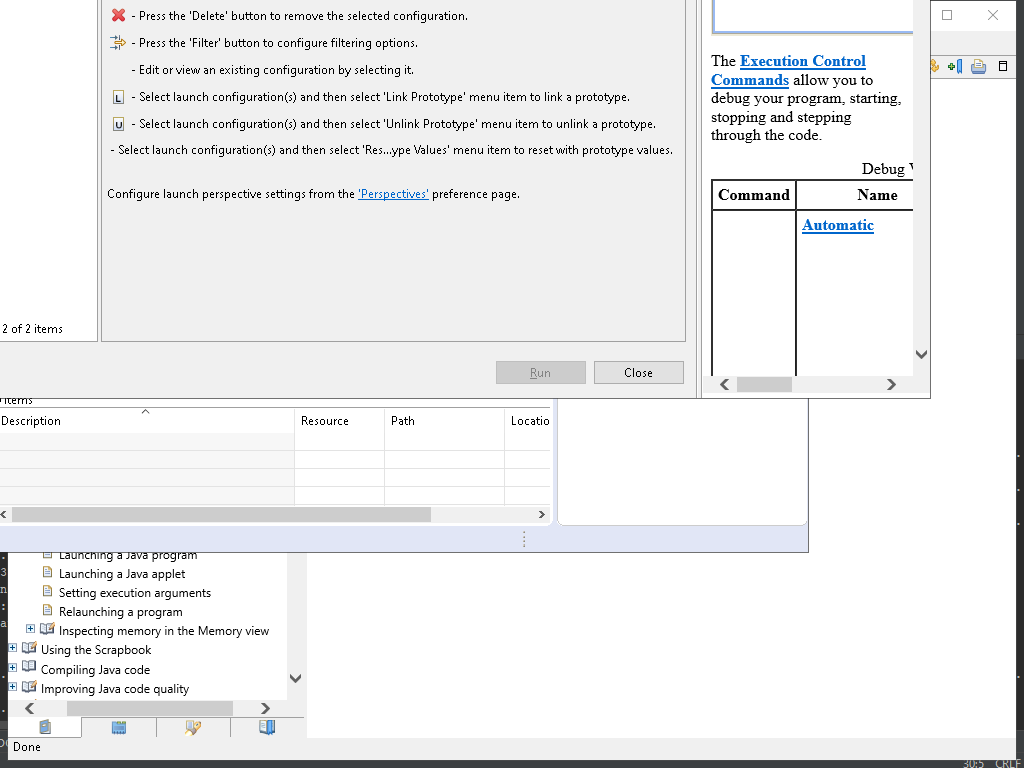 - Press the 'Delete' button to remove the selected configuration.
- Press the 'Filter' button to configure filtering options.
- Edit or view an existing configuration by selecting it.
L - Select launch configuration(s) and then select 'Link Prototype' menu item to link a prototype.
U - Select launch configuration(s) and then select 'Unlink Prototype' menu item to unlink a prototype.
- Select launch configuration(s) and then select 'Res...ype Values' menu item to reset with prototype values.
Configure launch perspective settings from the 'Perspectives' preference page.
2 of 2 items
Run
Close
The Execution Control
Commands allow you to
debug your program, starting,
stopping and stepping
through the code.
Debug
Command Name
Automatic
items
Description Resource Path Locatio
Launching a Java program
Launching a Java applet
Setting execution arguments
Relaunching a program
Inspecting memory in the Memory view
Using the Scrapbook
Compiling Java code
Improving Java code quality
Done
30:5 CRLF